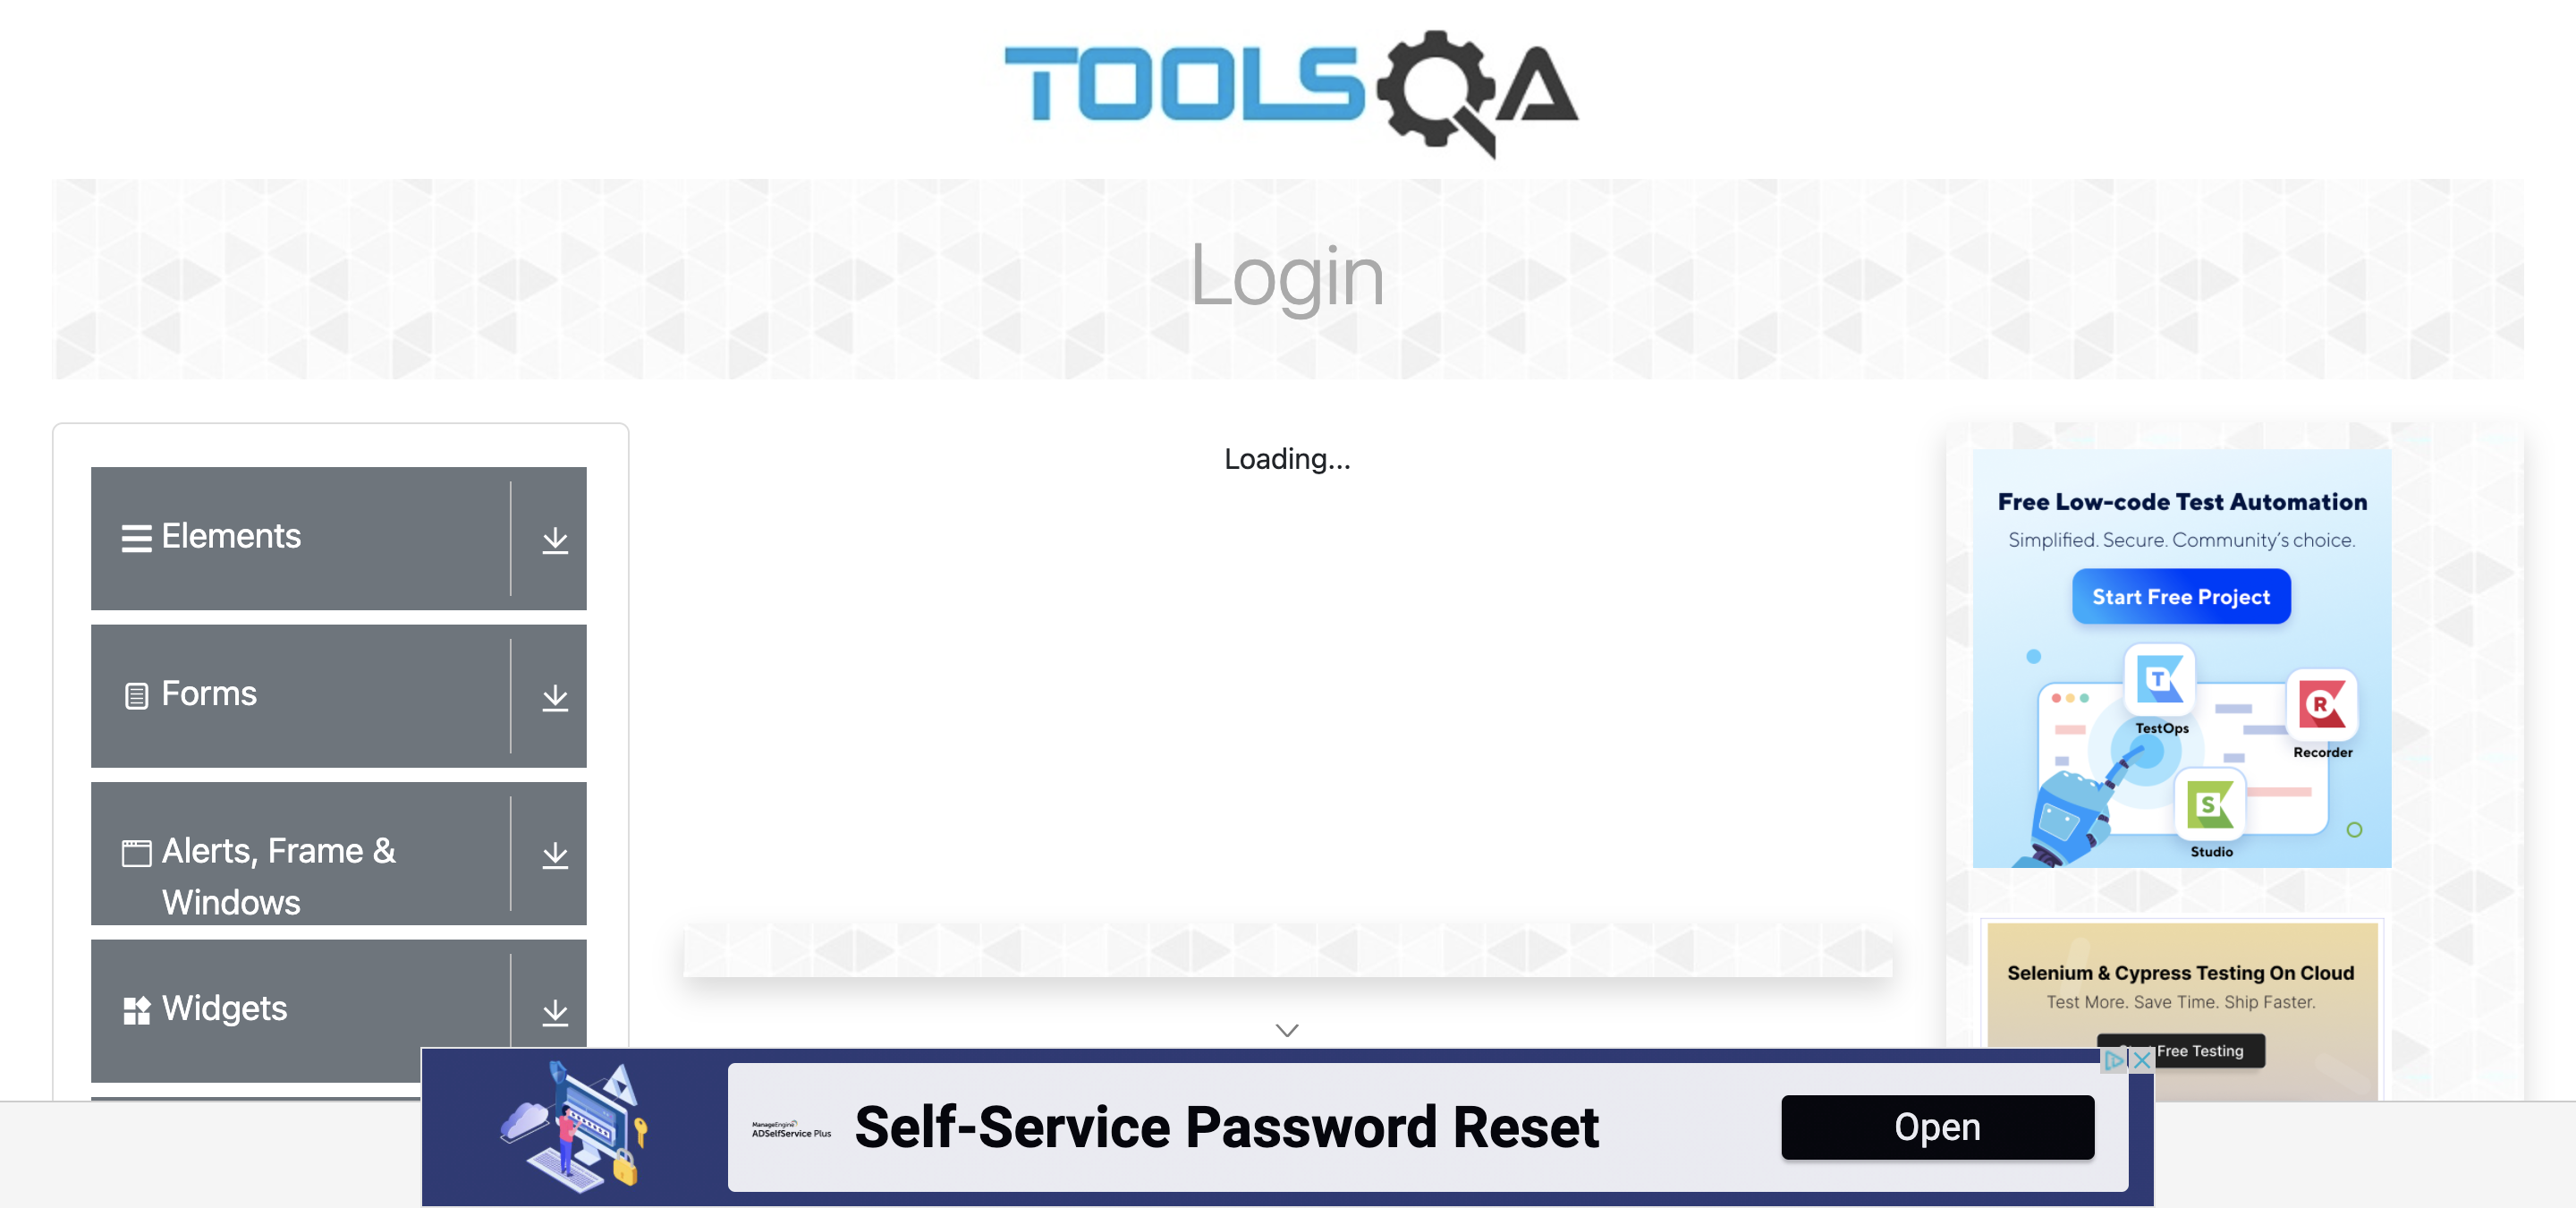 TOOLSQA
Login
Elements
Forms
Alerts, Frame &
Windows
Widgets
Loading...
Free Low-code Test Automation
Simplified. Secure. Community’s choice.
Start Free Project
T
TestOps
R
Recorder
S
Studio
Selenium & Cypress Testing On Cloud
Test More. Save Time. Ship Faster.
Free Testing
ManageEngine
ADSelfService Plus
Self-Service Password Reset
Open